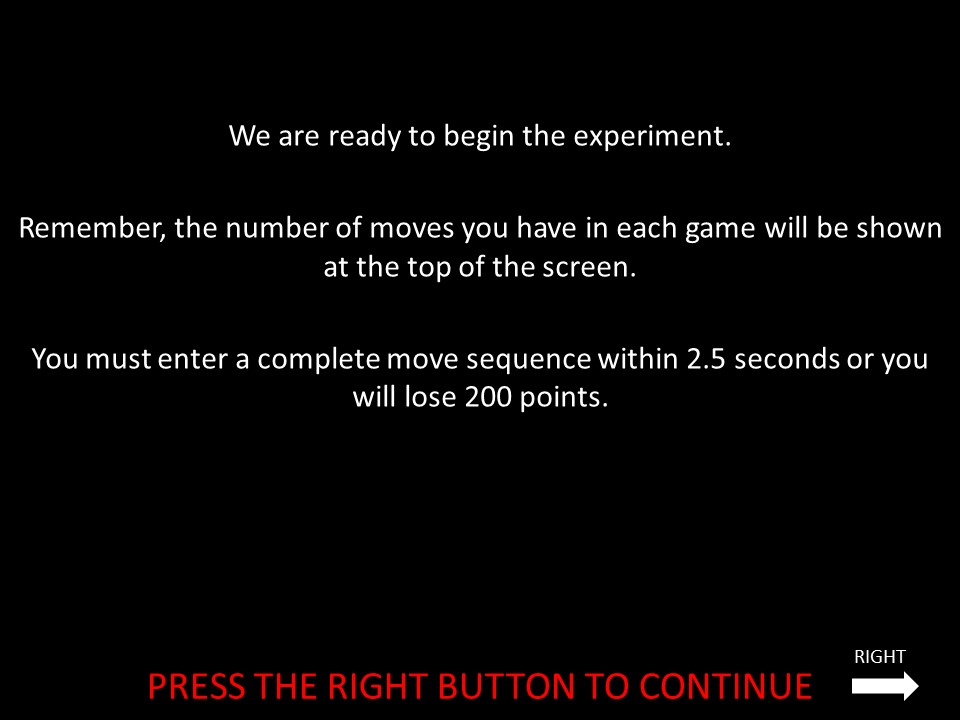 We are ready to begin the experiment.
Remember, the number of moves you have in each game will be shown
at the top of the screen.
You must enter a complete move sequence within 2.5 seconds or you
will lose 200 points.
RIGHT
PRESS THE RIGHT BUTTON TO CONTINUE